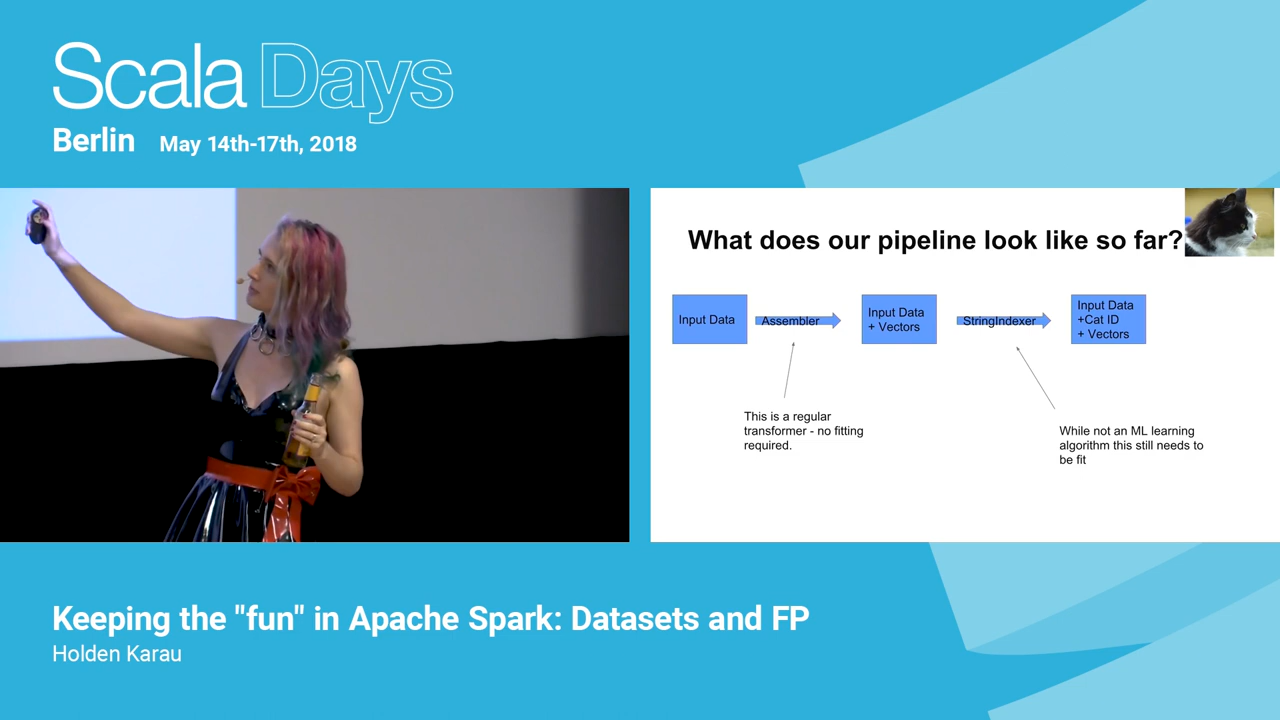 Scala Days
Berlin May 14th-17th, 2018
What does our pipeline look like so far?
Input Data
Assembler
Input Data
+ Vectors
StringIndexer
Input Data
+Cat ID
+ Vectors
This is a regular
transformer - no fitting
required.
While not an ML learning
algorithm this still needs to
be fit
Keeping the "fun" in Apache Spark: Datasets and FP
Holden Karau